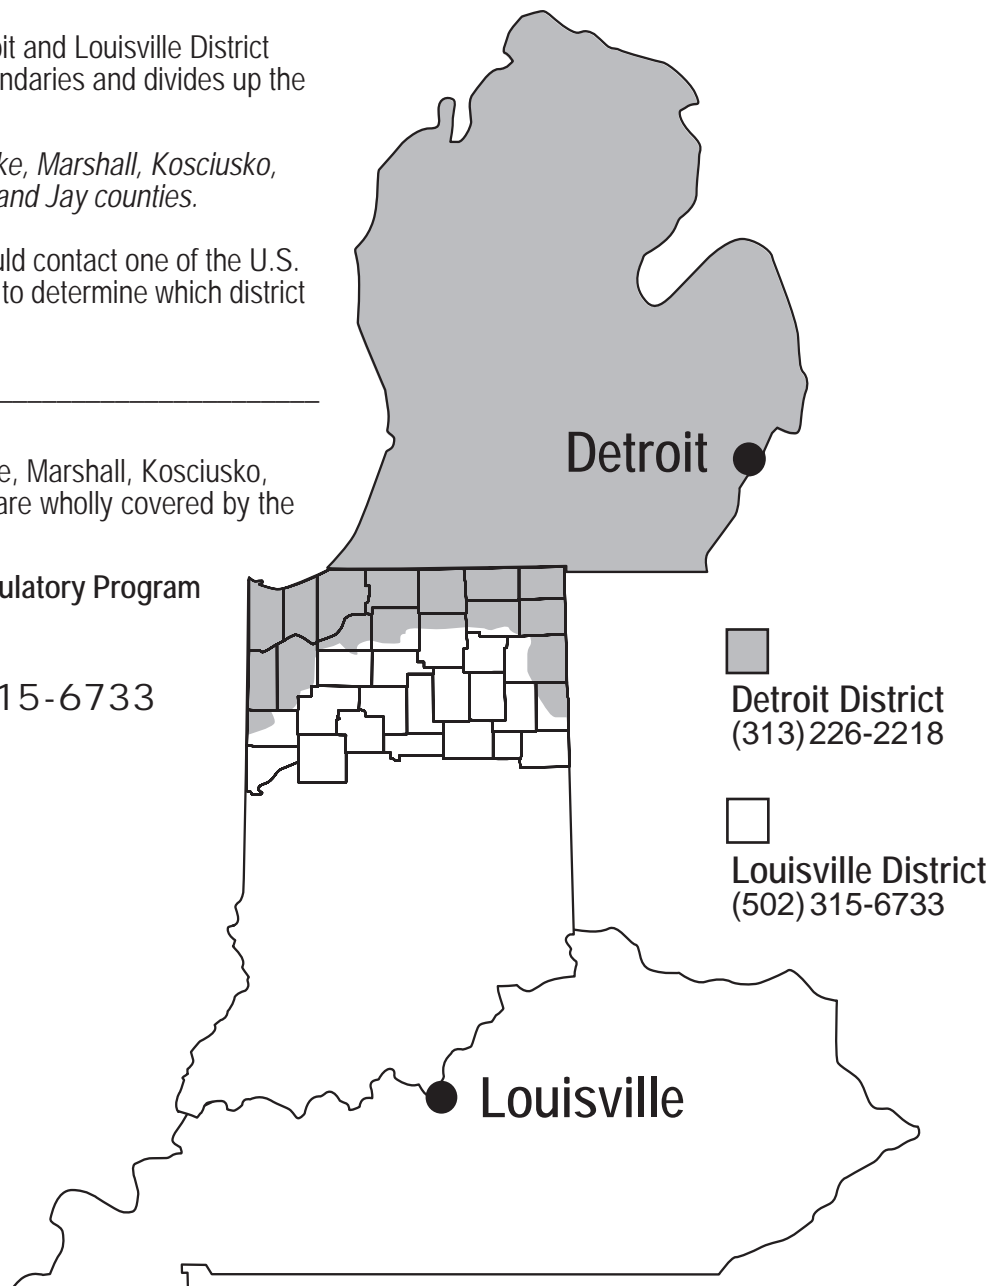 it and Louisville District
ndaries and divides up the
ke, Marshall, Kosciusko,
and Jay counties.
uld contact one of the U.S.
to determine which district
e, Marshall, Kosciusko,
are wholly covered by the
ulatory Program
15-6733
Detroit
Detroit District
(313) 226-2218
Louisville District
(502) 315-6733
Louisville